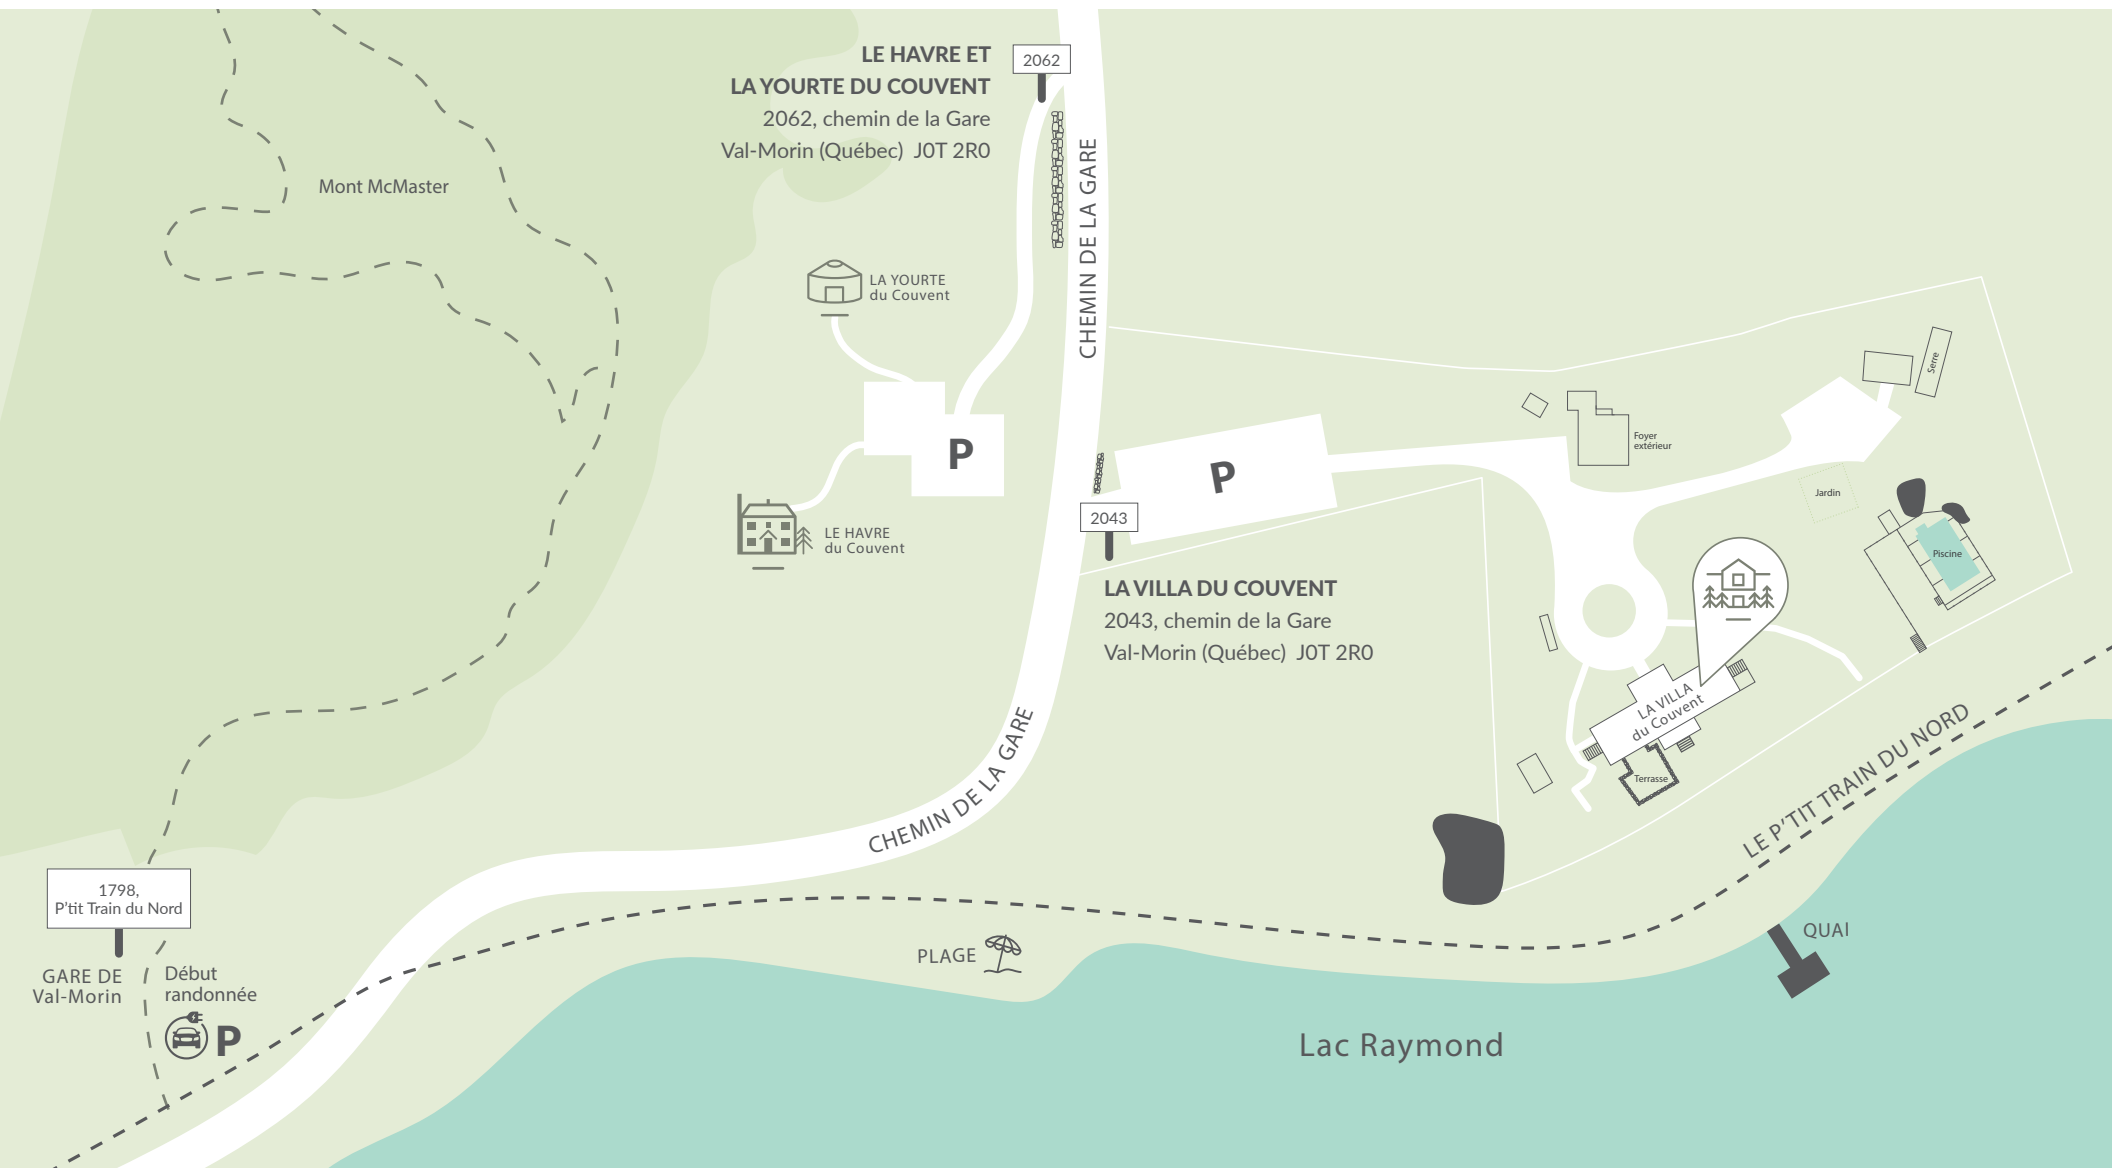 LE HAVRE ET
LA YOURTE DU COUVENT
2062, chemin de la Gare
Val-Morin (Québec) J0T 2R0
2062
CHEMIN DE LA GARE
Mont McMaster
LA YOURTE
du Couvent
P
LE HAVRE
du Couvent
P
2043
LA VILLA DU COUVENT
2043, chemin de la Gare
Val-Morin (Québec) J0T 2R0
Serre
Foyer
extérieur
Jardin
Piscine
LA VILLA
du Couvent
Terrasse
LE P'TIT TRAIN DU NORD
CHEMIN DE LA GARE
1798,
P'tit Train du Nord
GARE DE
Val-Morin
Début
randonnée
P
PLAGE
QUAI
Lac Raymond